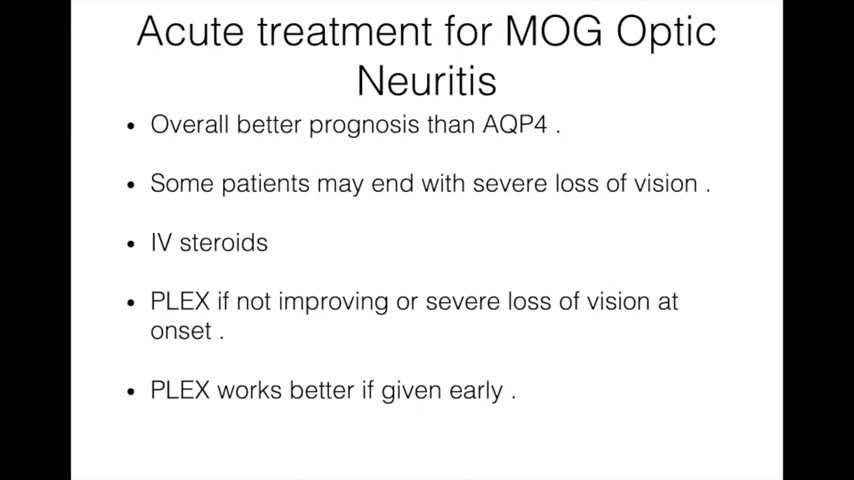 Acute treatment for MOG Optic
Neuritis
• Overall better prognosis than AQP4 .
• Some patients may end with severe loss of vision .
• IV steroids
• PLEX if not improving or severe loss of vision at
onset .
• PLEX works better if given early .